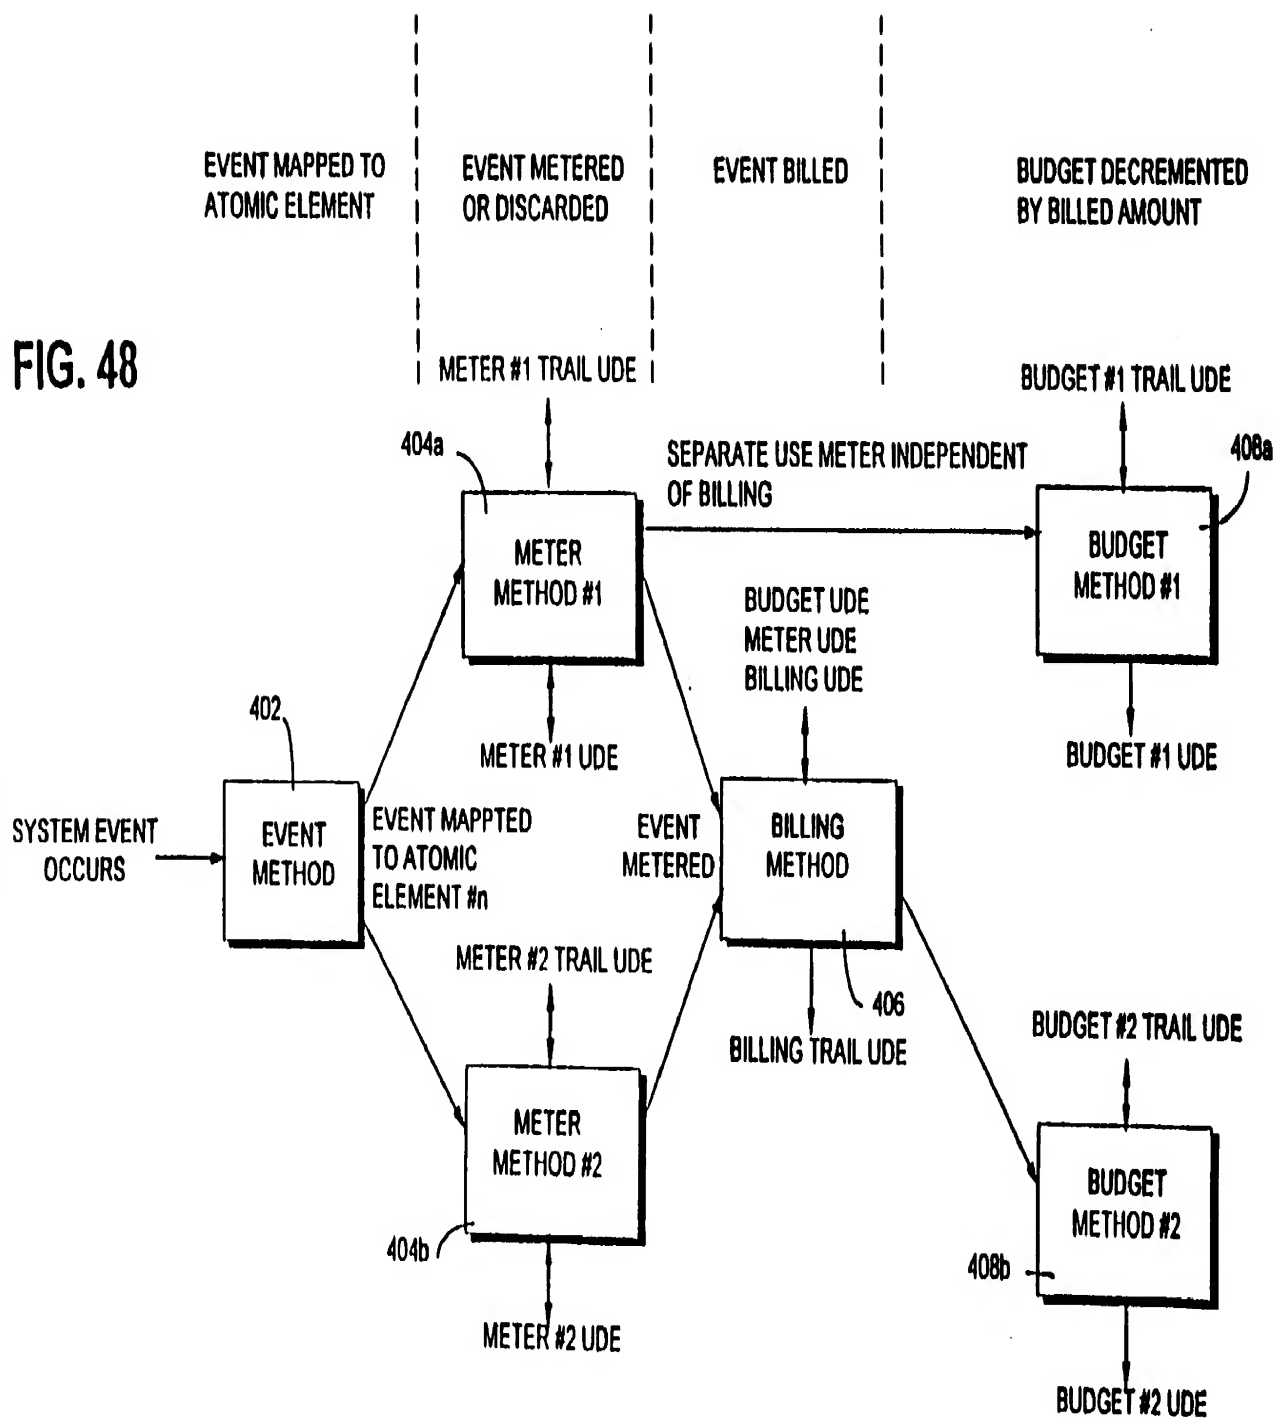 EVENT MAPPED TO
ATOMIC ELEMENT
EVENT METERED
OR DISCARDED
EVENT BILLED
BUDGET DECREMENTED
BY BILLED AMOUNT
FIG. 48
METER #1 TRAIL UDE
BUDGET #1 TRAIL UDE
404a
SEPARATE USE METER INDEPENDENT
OF BILLING
408a
METER
METHOD #1
BUDGET
METHOD #1
BUDGET UDE
METER UDE
BILLING UDE
402
METER #1 UDE
BUDGET #1 UDE
SYSTEM EVENT
OCCURS
EVENT
METHOD
EVENT MAPPTED
TO ATOMIC
ELEMENT #n
EVENT
METERED
BILLING
METHOD
METER #2 TRAIL UDE
406
BILLING TRAIL UDE
BUDGET #2 TRAIL UDE
METER
METHOD #2
BUDGET
METHOD #2
404b
408b
METER #2 UDE
BUDGET #2 UDE